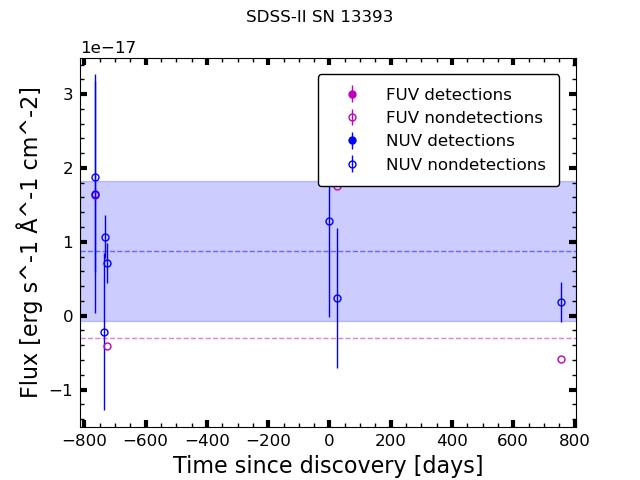 SDSS-II SN 13393
1e−17
FUV detections
FUV nondetections
NUV detections
NUV nondetections
3
2
1
0
−1
Flux [erg s^-1 Å^-1 cm^-2]
−800 −600 −400 −200 0 200 400 600 800
Time since discovery [days]